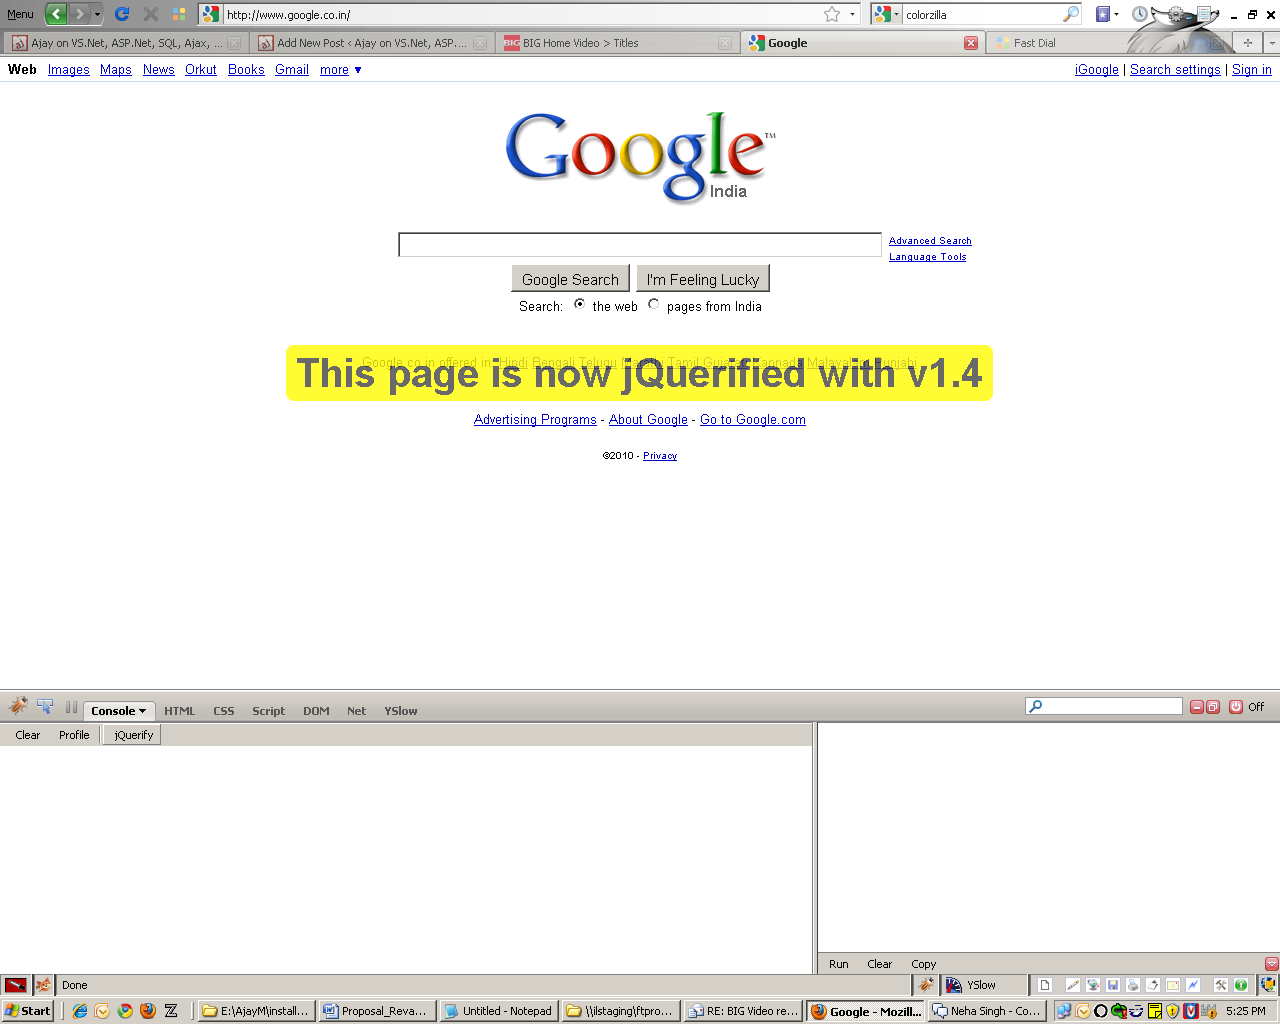 Menu http://www.google.co.in/ colorzilla
Ajay on VS.Net, ASP.Net, SQL, Ajax, ... Add New Post ‹ Ajay on VS.Net, ASP.... BIG BIG Home Video > Titles Google Fast Dial
Web Images Maps News Orkut Books Gmail more ▼ iGoogle | Search settings | Sign in
Google™
India
Advanced Search
Language Tools
Google Search I'm Feeling Lucky
Search: the web pages from India
Google.co.in offered in: Hindi Bengali Telugu Marathi Tamil Gujarati Kannada Malayalam Punjabi
This page is now jQuerified with v1.4
Advertising Programs - About Google - Go to Google.com
©2010 - Privacy
Console HTML CSS Script DOM Net YSlow Off
Clear Profile jQuerify
Run Clear Copy
Done YSlow
Start E:\AjayM\install... Proposal_Reva... Untitled - Notepad \\ilstaging\ftpro... RE: BIG Video re... Google - Mozill... Neha Singh - Co... 5:25 PM